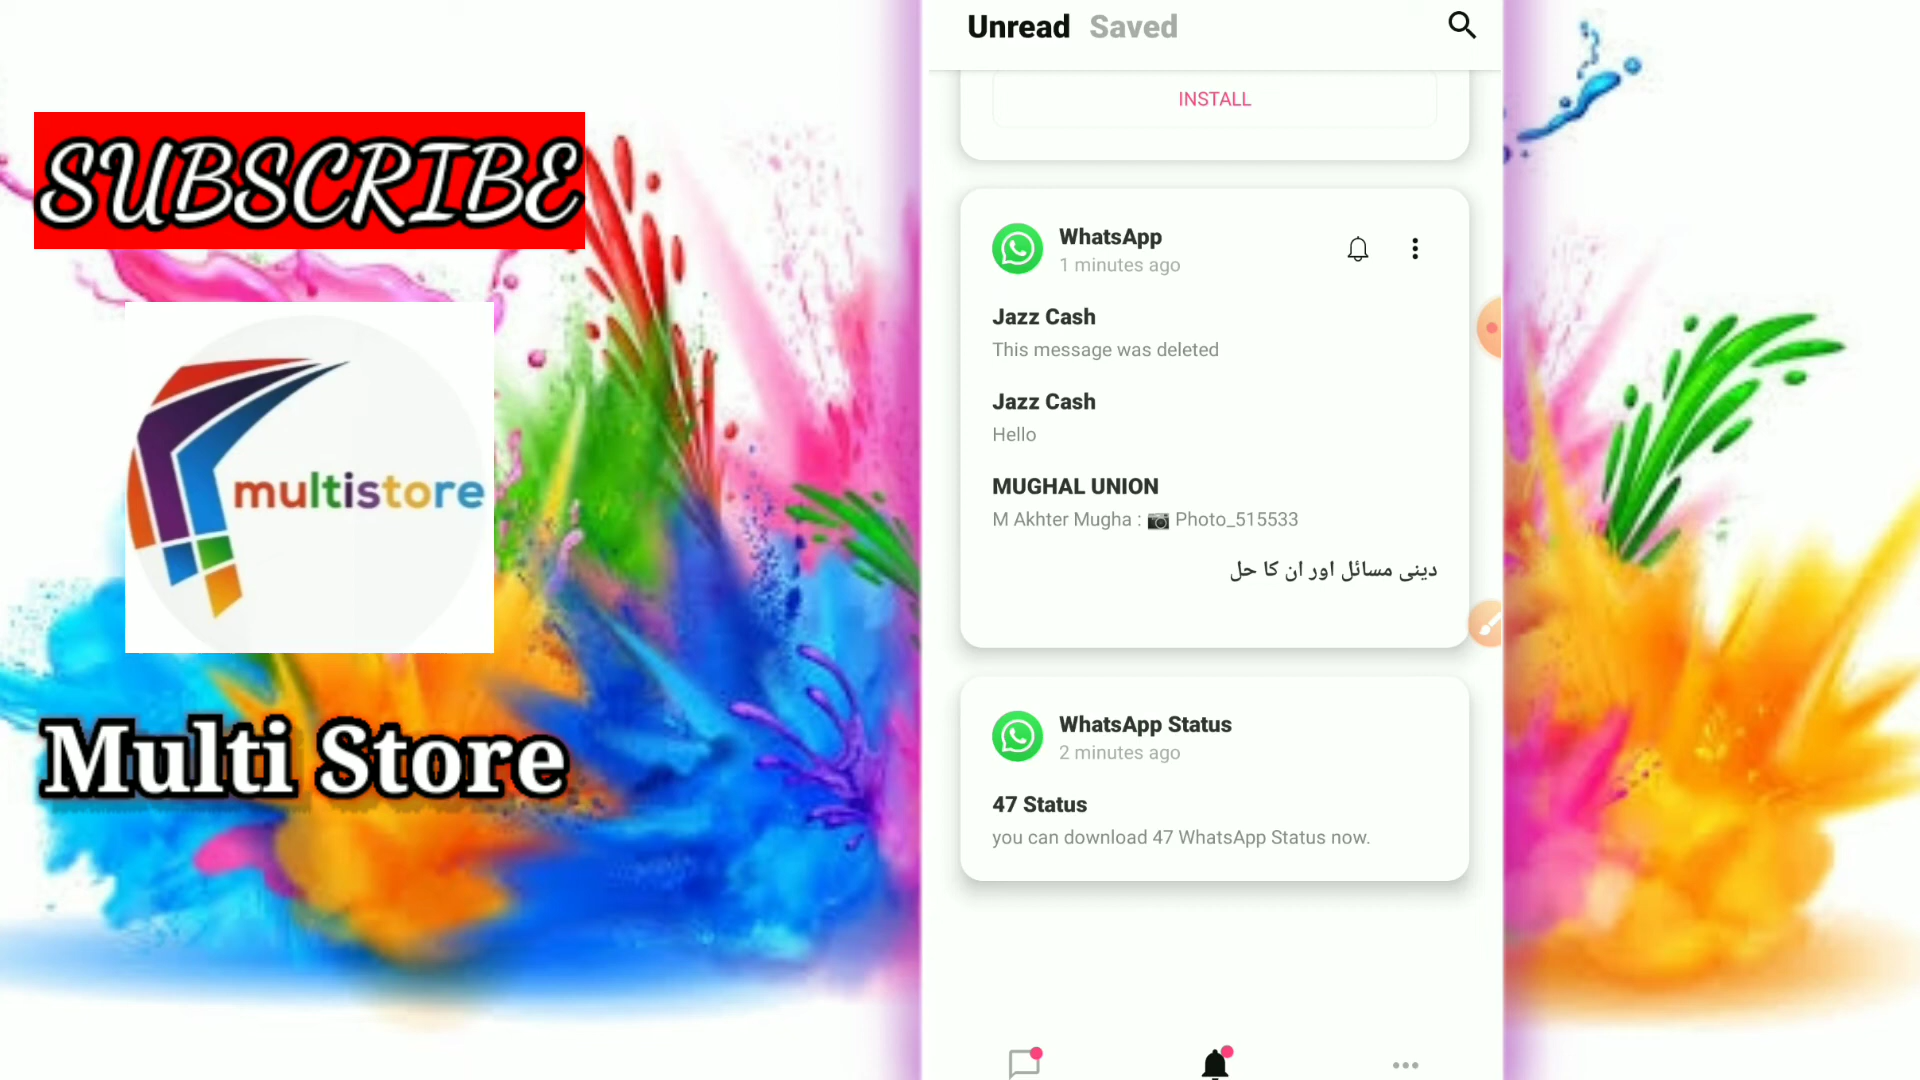 SUBSCRIBE
multistore
Multi Store
Unread Saved
INSTALL
WhatsApp
1 minutes ago
Jazz Cash
This message was deleted
Jazz Cash
Hello
MUGHAL UNION
M Akhter Mugha : 📷 Photo_515533
دینی مسائل اور ان کا حل
WhatsApp Status
2 minutes ago
47 Status
you can download 47 WhatsApp Status now.